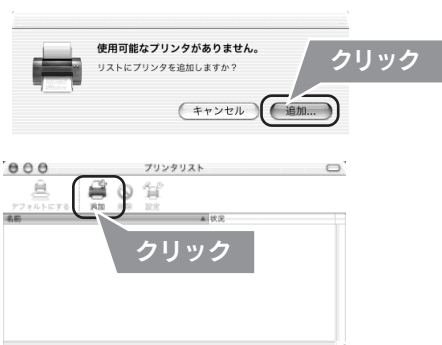 使用可能なプリンタがありません。
リストにプリンタを追加しますか?
クリック
キャンセル
追加...
プリンタリスト
デフォルトにする
追加
削除
設定
名前
状況
クリック